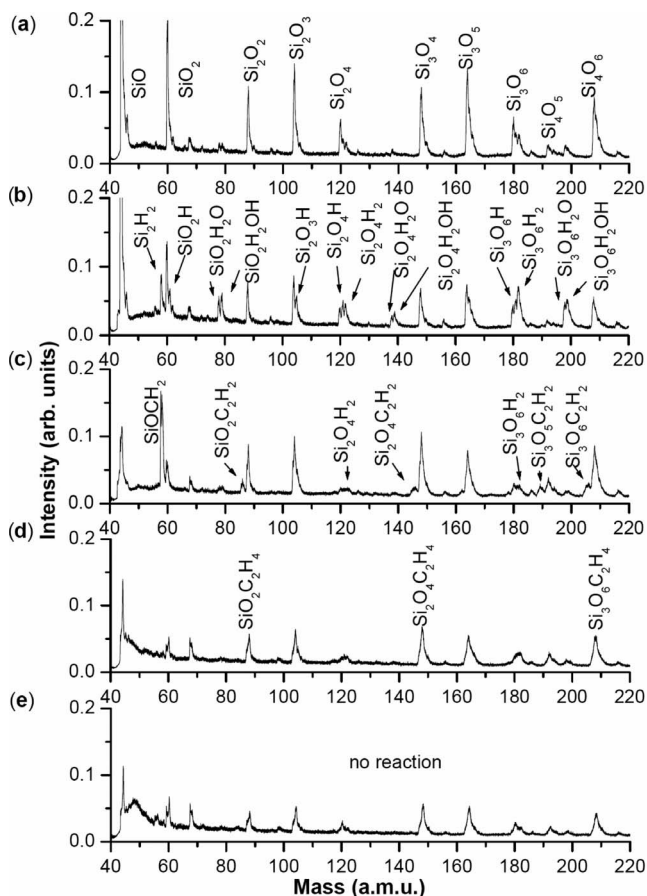 (a)
0.2
0.1
0.0
SiO
SiO2
Si2O2
Si2O3
Si2O4
Si3O4
Si3O5
Si3O6
Si4O5
Si4O6
40 60 80 100 120 140 160 180 200 220
(b)
0.2
0.1
0.0
Si2H2
SiO2H
SiO2H2O
SiO2H2OH
Si2O3H
Si2O4H
Si2O4H2
Si2O4H2O
Si2O4H2OH
Si3O6H
Si3O6H2
Si3O6H2O
Si3O6H2OH
40 60 80 100 120 140 160 180 200 220
(c)
0.2
0.1
0.0
SiOCH2
SiO2C2H2
Si2O4H2
Si2O4C2H2
Si3O6H2
Si3O5C2H2
Si3O6C2H2
40 60 80 100 120 140 160 180 200 220
Intensity (arb. units)
(d)
0.2
0.1
0.0
SiO2C2H4
Si2O4C2H4
Si3O6C2H4
40 60 80 100 120 140 160 180 200 220
(e)
0.2
0.1
0.0
no reaction
40 60 80 100 120 140 160 180 200 220
Mass (a.m.u.)